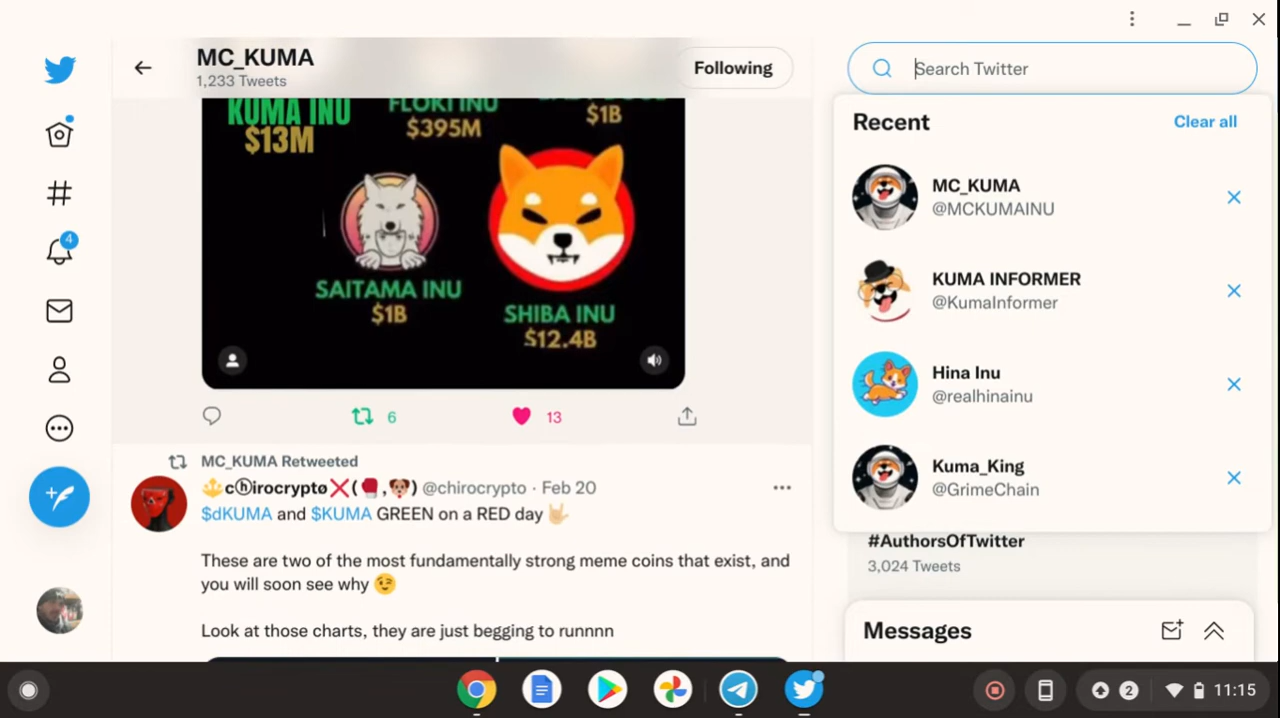 MC_KUMA
1,233 Tweets
Following
Search Twitter
KUMA INU
$13M
FLOKI INU
$395M
$1B
SAITAMA INU
$1B
SHIBA INU
$12.4B
6
13
MC_KUMA Retweeted
🔱cⓗirocryptø❌(🥊,🐶) @chirocrypto · Feb 20
$dKUMA and $KUMA GREEN on a RED day 🤟🏻
These are two of the most fundamentally strong meme coins that exist, and
you will soon see why 😉
Look at those charts, they are just begging to runnnn
Recent
Clear all
MC_KUMA
@MCKUMAINU
KUMA INFORMER
@KumaInformer
Hina Inu
@realhinainu
Kuma_King
@GrimeChain
#AuthorsOfTwitter
3,024 Tweets
Messages
4
2
11:15